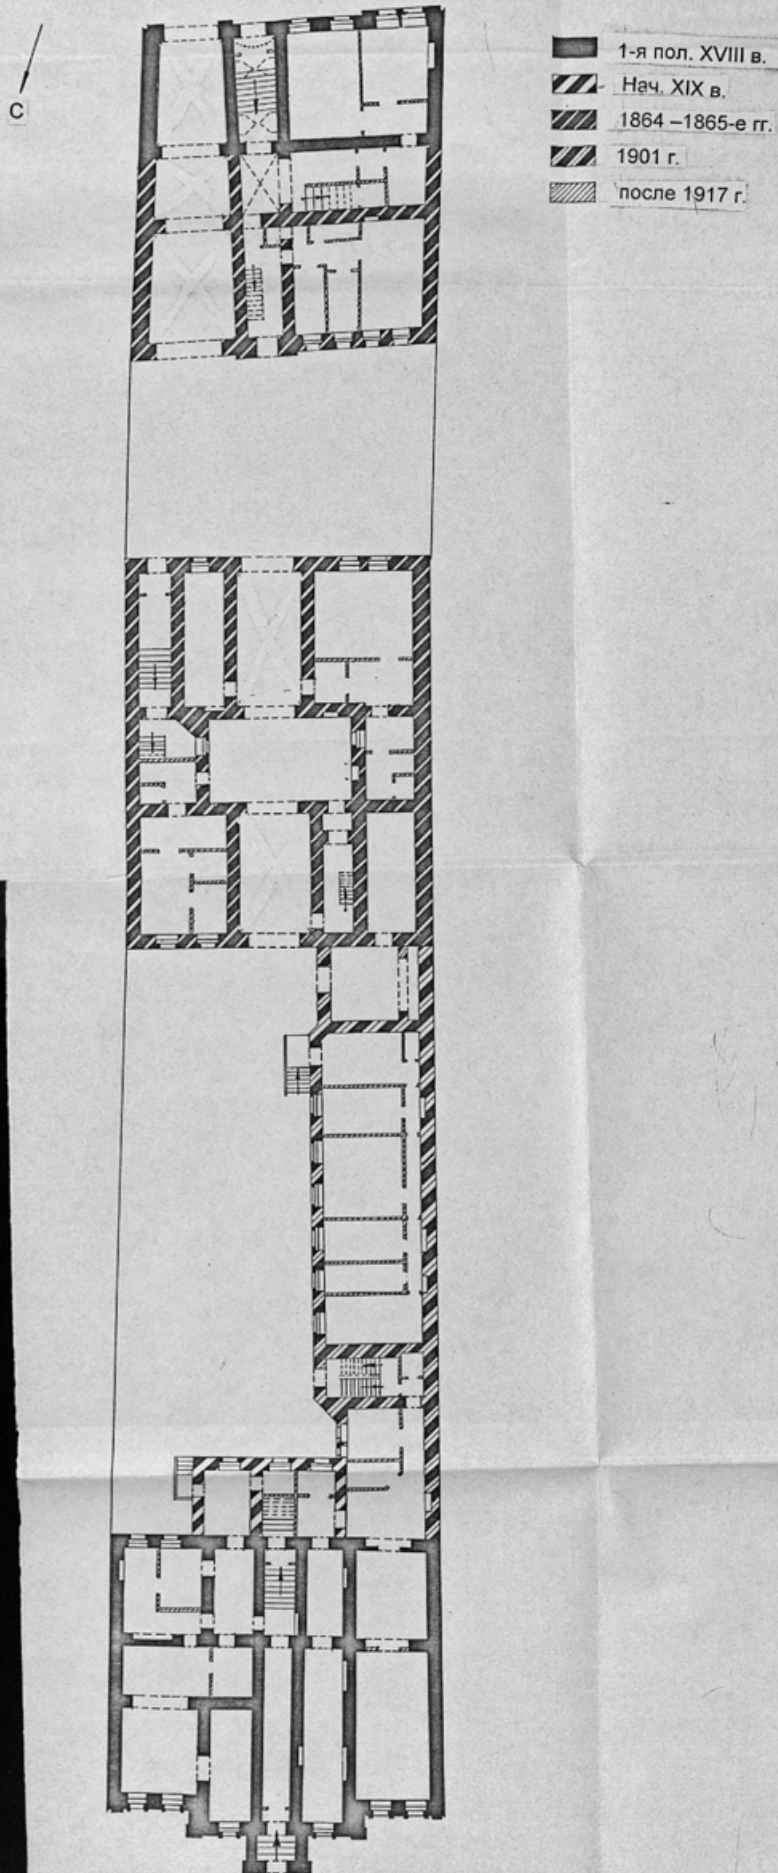 С
1-я пол. XVIII в.
Нач. XIX в.
1864 –1865-е гг.
1901 г.
после 1917 г.